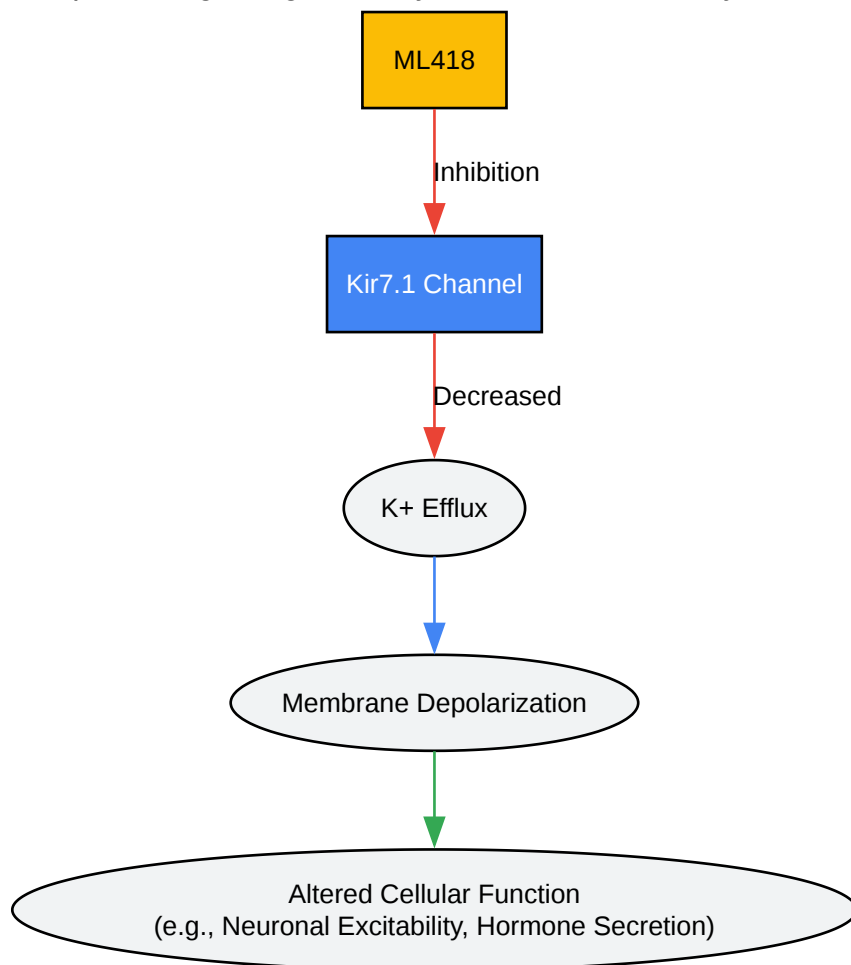 ML418
Inhibition
Kir7.1 Channel
Decreased
K+ Efflux
Membrane Depolarization
Altered Cellular Function
(e.g., Neuronal Excitability, Hormone Secretion)